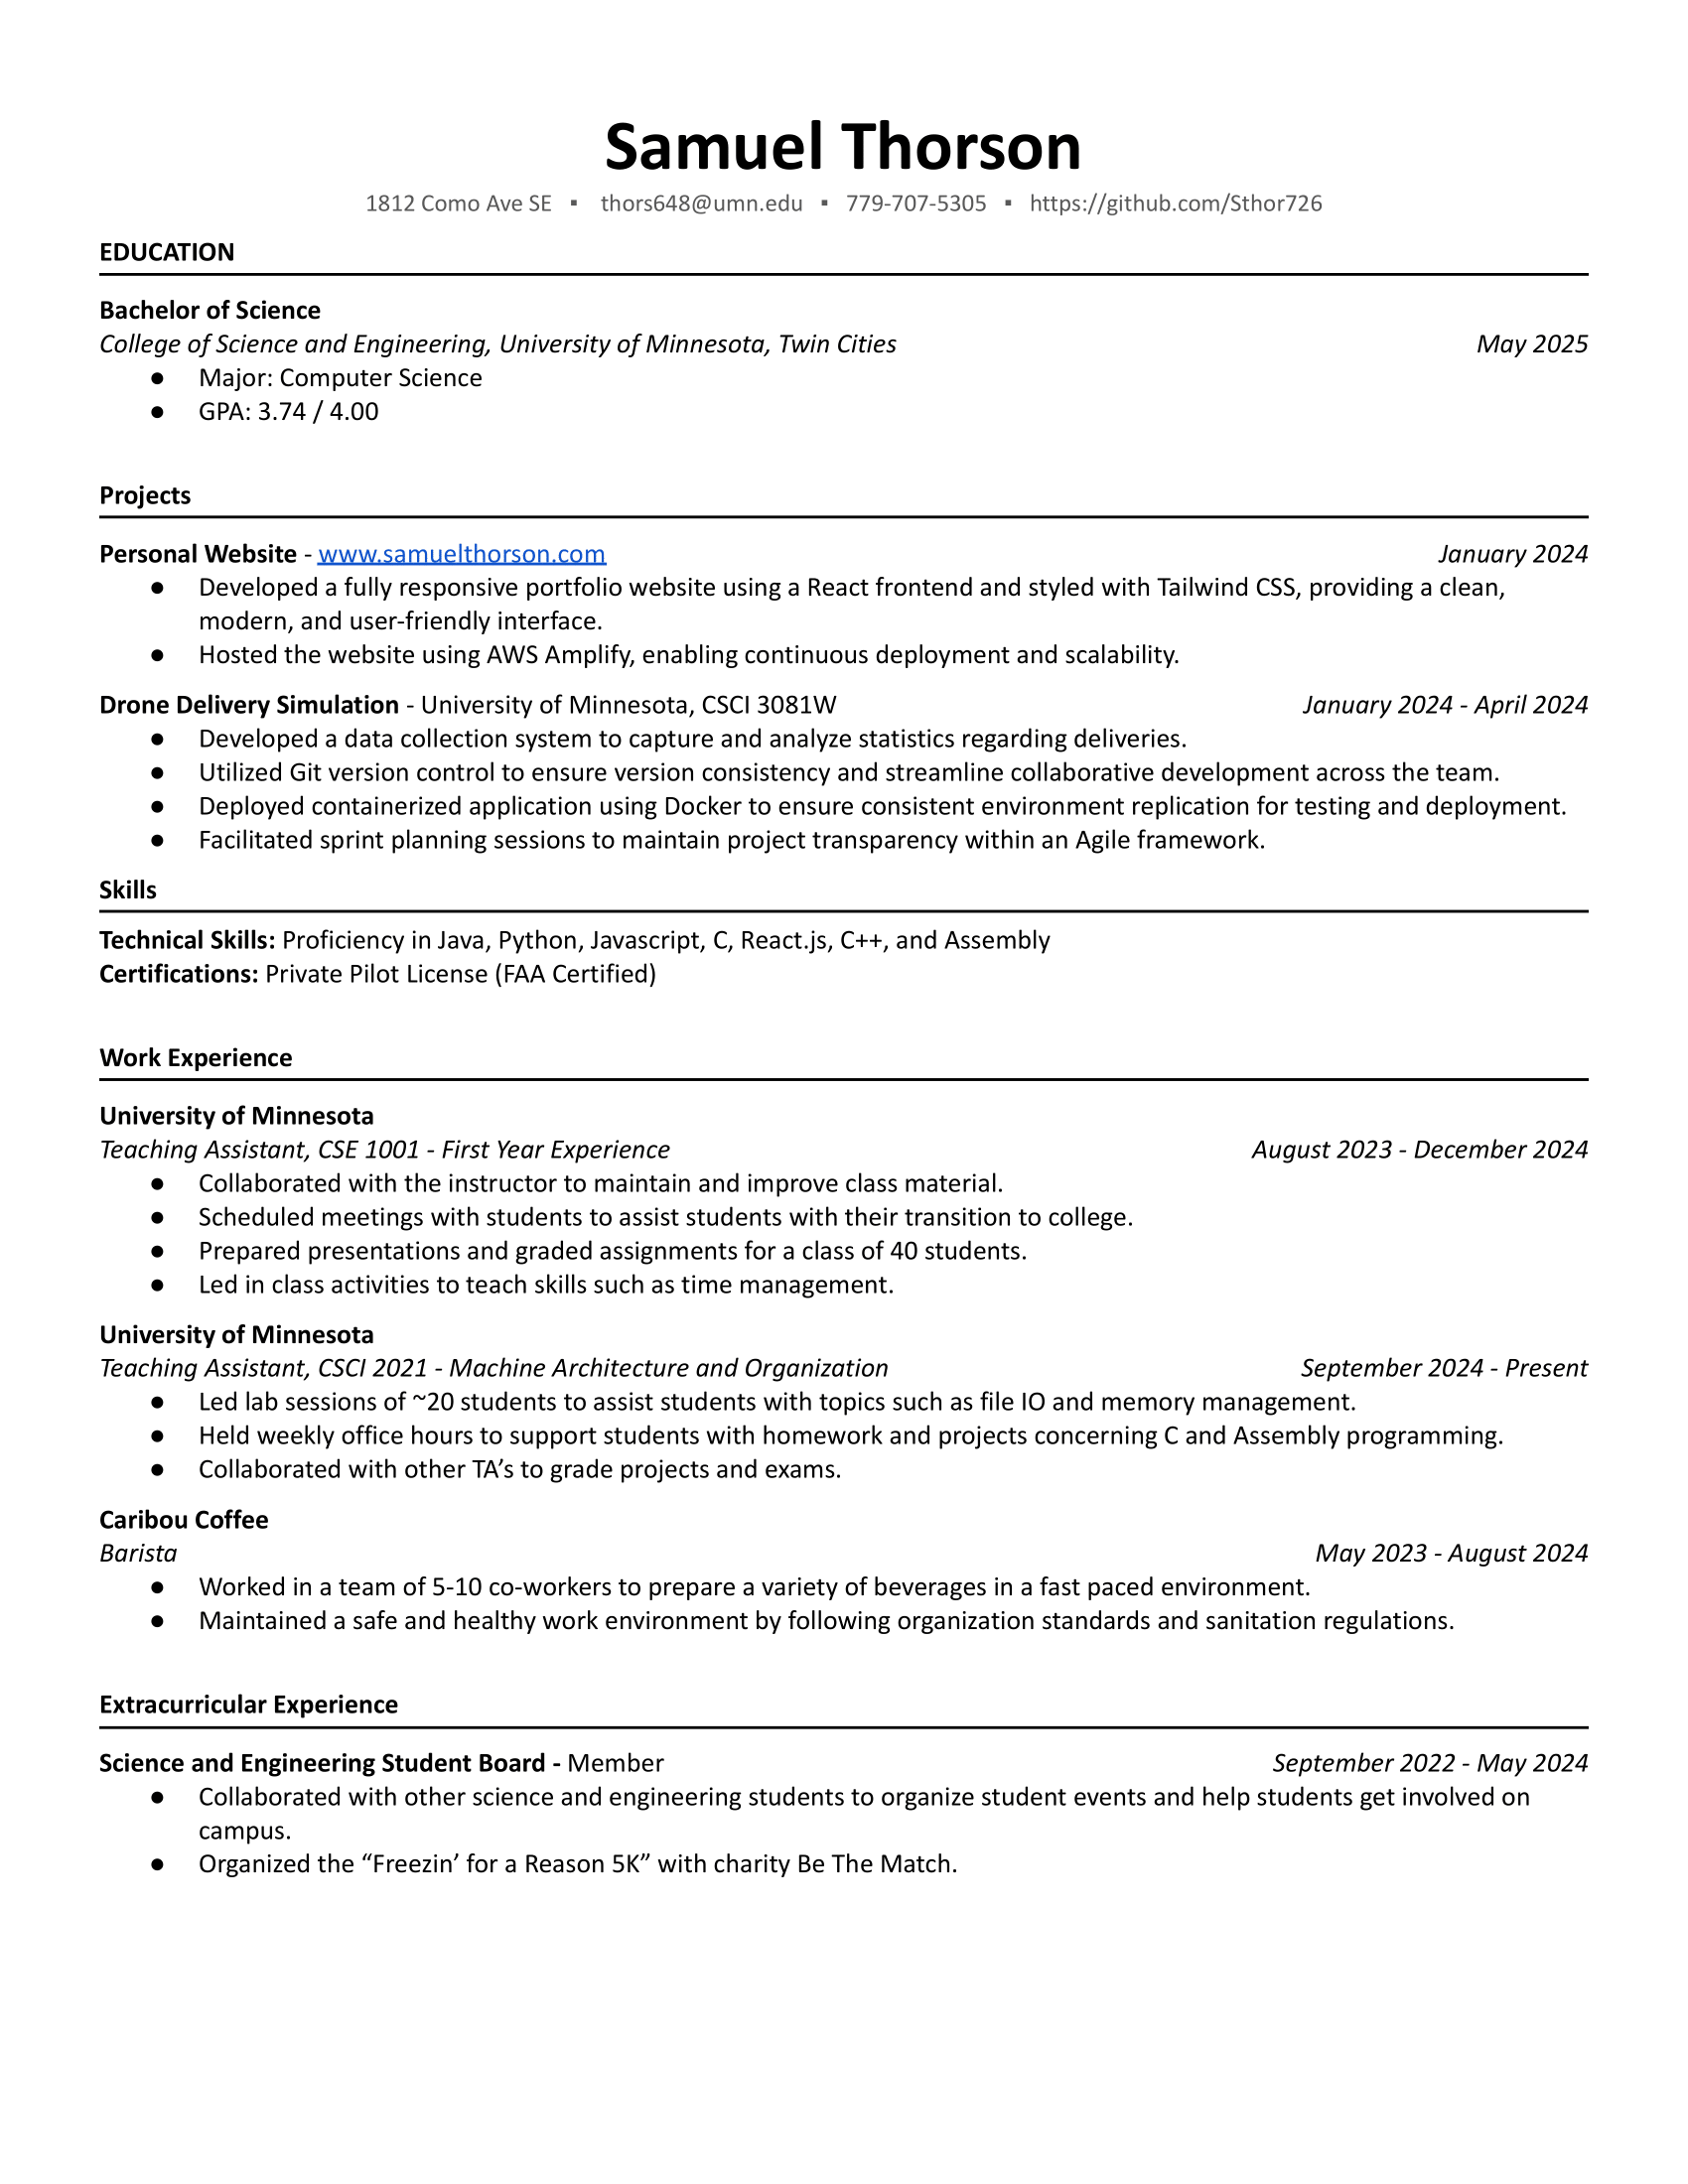 Samuel Thorson
1812 Como Ave SE ▪ thors648@umn.edu ▪ 779-707-5305 ▪ https://github.com/Sthor726
EDUCATION
Bachelor of Science
College of Science and Engineering, University of Minnesota, Twin Cities May 2025
● Major: Computer Science
● GPA: 3.74 / 4.00
Projects
Personal Website - www.samuelthorson.com January 2024
● Developed a fully responsive portfolio website using a React frontend and styled with Tailwind CSS, providing a clean,
modern, and user-friendly interface.
● Hosted the website using AWS Amplify, enabling continuous deployment and scalability.
Drone Delivery Simulation - University of Minnesota, CSCI 3081W January 2024 - April 2024
● Developed a data collection system to capture and analyze statistics regarding deliveries.
● Utilized Git version control to ensure version consistency and streamline collaborative development across the team.
● Deployed containerized application using Docker to ensure consistent environment replication for testing and deployment.
● Facilitated sprint planning sessions to maintain project transparency within an Agile framework.
Skills
Technical Skills: Proficiency in Java, Python, Javascript, C, React.js, C++, and Assembly
Certifications: Private Pilot License (FAA Certified)
Work Experience
University of Minnesota
Teaching Assistant, CSE 1001 - First Year Experience August 2023 - December 2024
● Collaborated with the instructor to maintain and improve class material.
● Scheduled meetings with students to assist students with their transition to college.
● Prepared presentations and graded assignments for a class of 40 students.
● Led in class activities to teach skills such as time management.
University of Minnesota
Teaching Assistant, CSCI 2021 - Machine Architecture and Organization September 2024 - Present
● Led lab sessions of ~20 students to assist students with topics such as file IO and memory management.
● Held weekly office hours to support students with homework and projects concerning C and Assembly programming.
● Collaborated with other TA’s to grade projects and exams.
Caribou Coffee
Barista May 2023 - August 2024
● Worked in a team of 5-10 co-workers to prepare a variety of beverages in a fast paced environment.
● Maintained a safe and healthy work environment by following organization standards and sanitation regulations.
Extracurricular Experience
Science and Engineering Student Board - Member September 2022 - May 2024
● Collaborated with other science and engineering students to organize student events and help students get involved on
campus.
● Organized the “Freezin’ for a Reason 5K” with charity Be The Match.